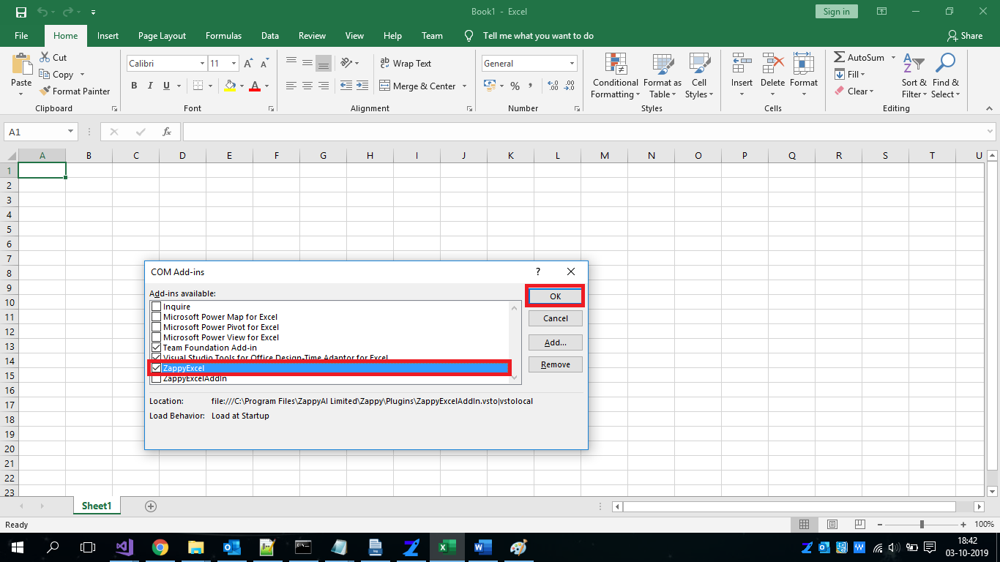 Book1 - Excel
Sign in
File Home Insert Page Layout Formulas Data Review View Help Team Tell me what you want to do Share
Paste
Cut
Copy
Format Painter
Clipboard
Calibri 11 A A
B I U A
Font
Wrap Text
Merge & Center
Alignment
General
% , .00 .0
Number
Conditional Formatting
Format as Table
Cell Styles
Styles
Insert Delete Format
Cells
AutoSum
Fill
Clear
Sort & Filter
Find & Select
Editing
A1 fx
A B C D E F G H I J K L M N O P Q R S T U
1
2
3
4
5
6
7
8
9
10
11
12
13
14
15
16
17
18
19
20
21
22
23
COM Add-ins ?
Add-ins available:
Inquire
Microsoft Power Map for Excel
Microsoft Power Pivot for Excel
Microsoft Power View for Excel
Team Foundation Add-in
Visual Studio Tools for Office Design-Time Adaptor for Excel
ZappyExcel
ZappyExcelAddIn
OK
Cancel
Add...
Remove
Location: file:///C:\Program Files\ZappyAI Limited\Zappy\Plugins\ZappyExcelAddIn.vsto|vstolocal
Load Behavior: Load at Startup
Sheet1
Ready
100%
18:42
03-10-2019